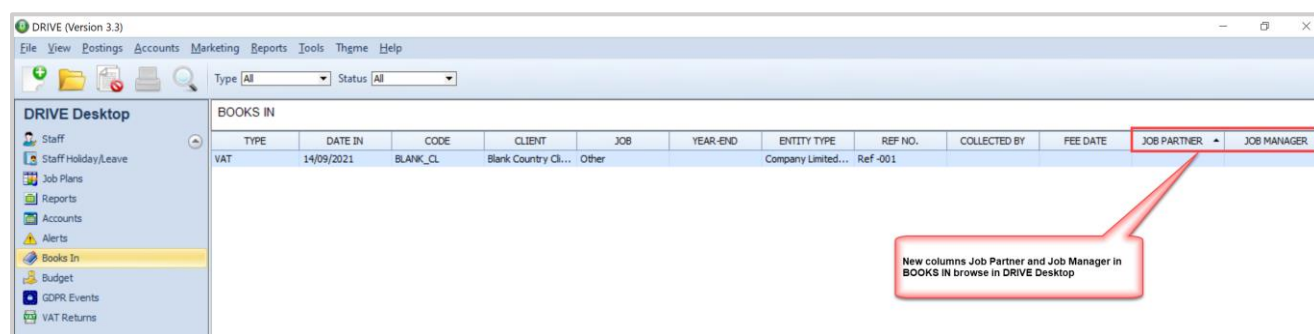 DRIVE (Version 3.3)
File View Postings Accounts Marketing Reports Tools Theme Help
Type All Status All
DRIVE Desktop
BOOKS IN
Staff
Staff Holiday/Leave
Job Plans
Reports
Accounts
Alerts
Books In
Budget
GDPR Events
VAT Returns
TYPE DATE IN CODE CLIENT JOB YEAR-END ENTITY TYPE REF NO. COLLECTED BY FEE DATE JOB PARTNER JOB MANAGER
VAT 14/09/2021 BLANK_CL Blank Country Cli... Other Company Limited... Ref -001
New columns Job Partner and Job Manager in
BOOKS IN browse in DRIVE Desktop